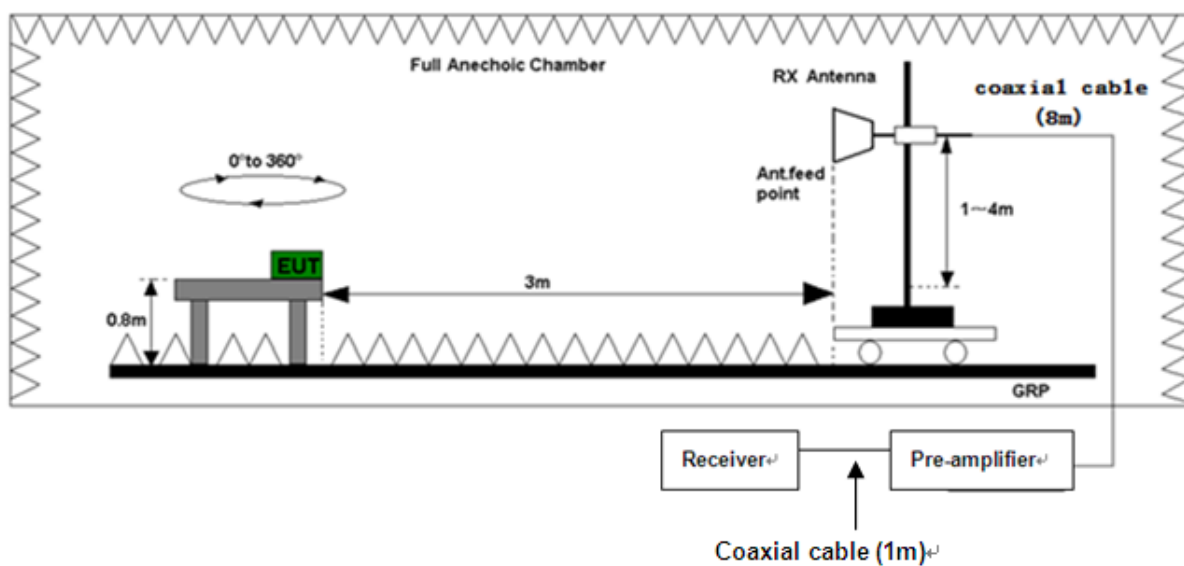 Full Anechoic Chamber
RX Antenna
coaxial cable
(8m)
0°to 360°
Ant.feed
point
1～4m
EUT
3m
0.8m
GRP
Receiver↵
Pre-amplifier↵
Coaxial cable (1m)↵